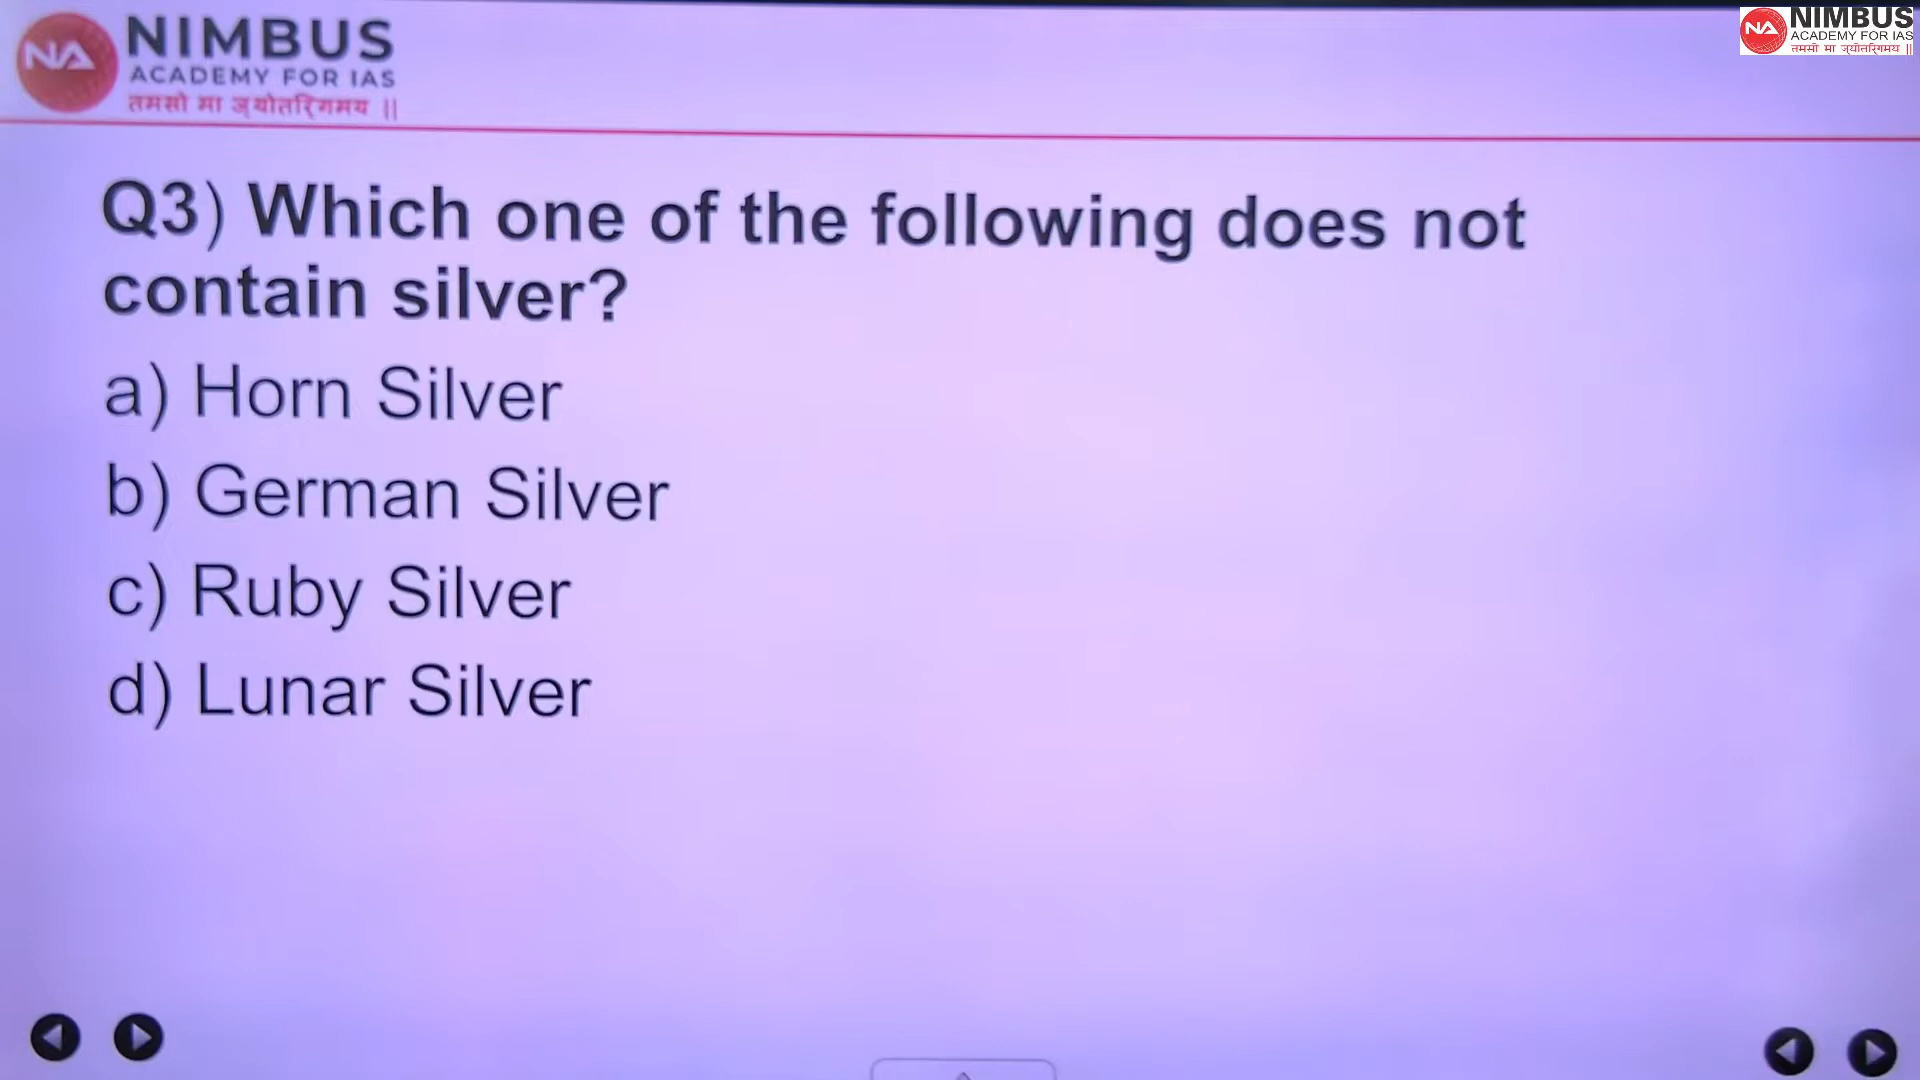 NIMBUS
ACADEMY FOR IAS
तमसो मा ज्योतिर्गमय ||
NIMBUS
ACADEMY FOR IAS
तमसो मा ज्योतिर्गमय ||
Q3) Which one of the following does not
contain silver?
a) Horn Silver
b) German Silver
c) Ruby Silver
d) Lunar Silver